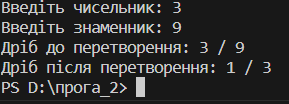 Введіть чисельник: 3
Введіть знаменник: 9
Дріб до перетворення: 3 / 9
Дріб після перетворення: 1 / 3
PS D:\прога_2>